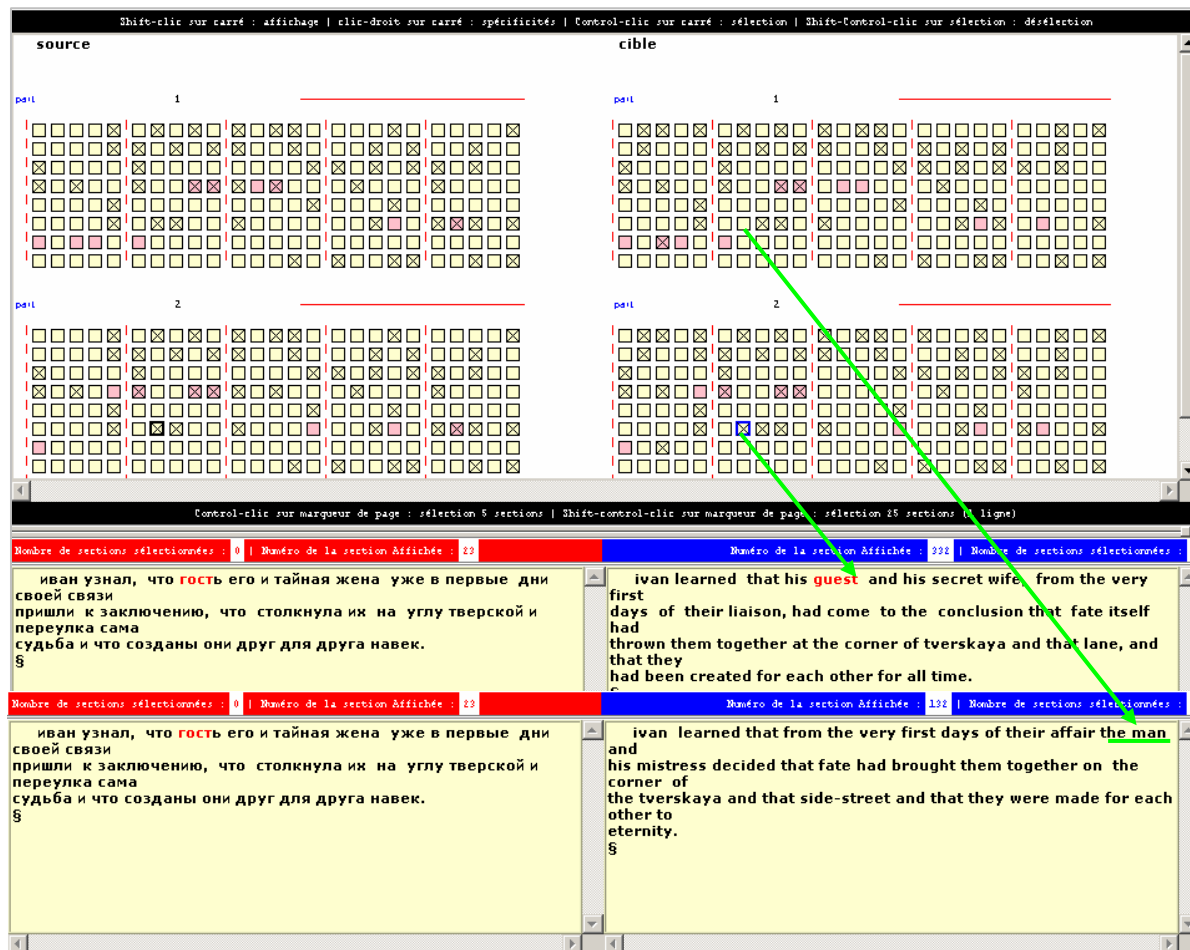 Shift-clic sur carré : affichage | clic-droit sur carré : spécificités | Control-clic sur carré : sélection | Shift-Control-clic sur sélection : désélection
source
cible
part 1
part 1
part 2
part 2
Control-clic sur marqueur de page : sélection 5 sections | Shift-control-clic sur marqueur de page : sélection 25 sections (1 ligne)
Nombre de sections sélectionnées : 0 | Numéro de la section Affichée : 23
Numéro de la section Affichée : 332 | Nombre de sections sélectionnées :
иван узнал, что гость его и тайная жена уже в первые дни
своей связи
пришли к заключению, что столкнула их на углу тверской и
переулка сама
судьба и что созданы они друг для друга навек.
§
ivan learned that his guest and his secret wife, from the very
first
days of their liaison, had come to the conclusion that fate itself
had
thrown them together at the corner of tverskaya and that lane, and
that they
had been created for each other for all time.
Nombre de sections sélectionnées : 0 | Numéro de la section Affichée : 23
Numéro de la section Affichée : 132 | Nombre de sections sélectionnées :
иван узнал, что гость его и тайная жена уже в первые дни
своей связи
пришли к заключению, что столкнула их на углу тверской и
переулка сама
судьба и что созданы они друг для друга навек.
§
ivan learned that from the very first days of their affair the man
and
his mistress decided that fate had brought them together on the
corner of
the tverskaya and that side-street and that they were made for each
other to
eternity.
§